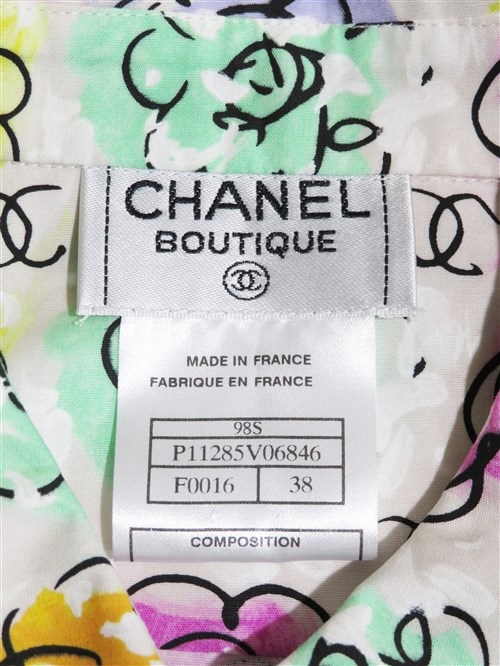 CHANEL
BOUTIQUE
MADE IN FRANCE
FABRIQUE EN FRANCE
98S
P11285V06846
F0016 38
COMPOSITION